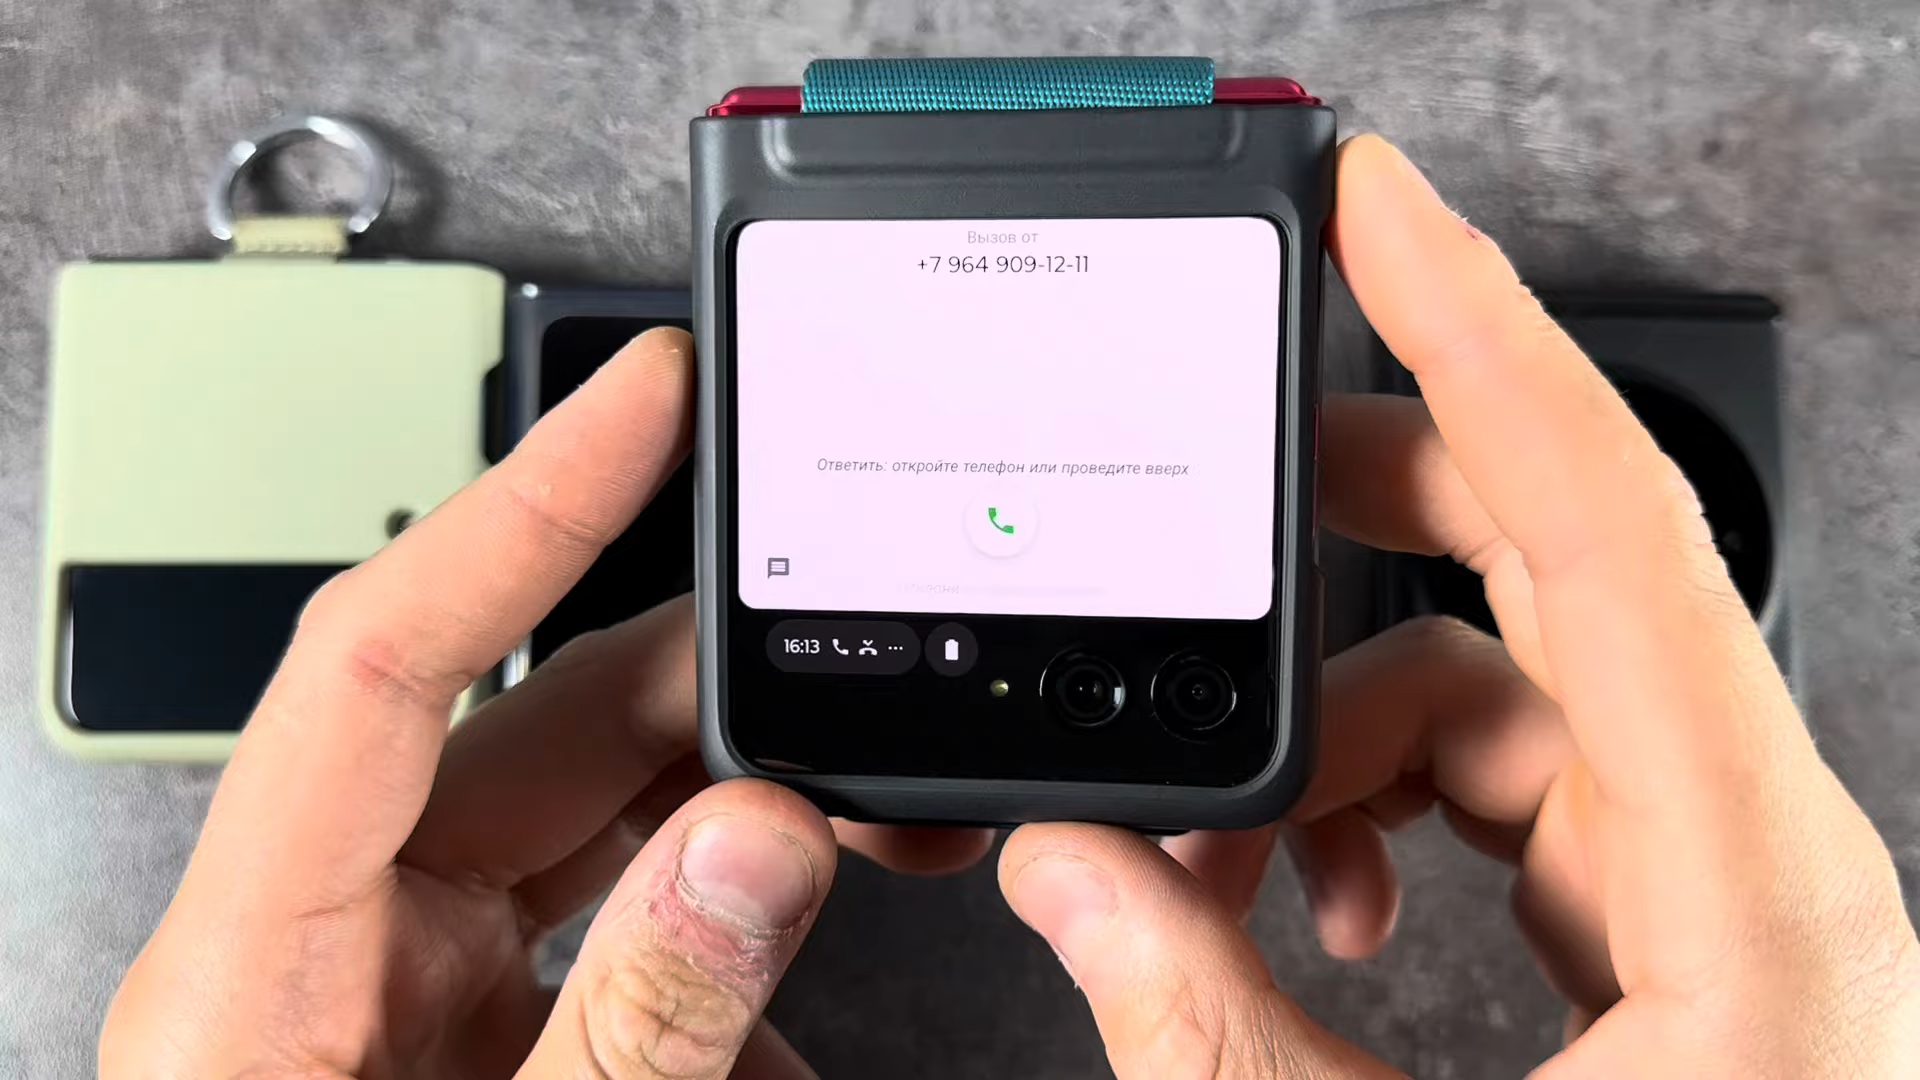 Вызов от
+7 964 909-12-11
Ответить: откройте телефон или проведите вверх
16:13